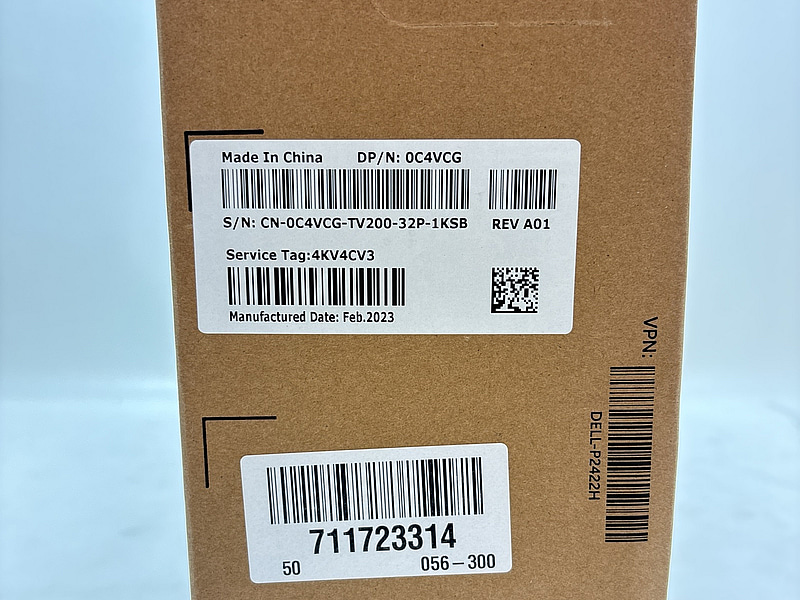 Made In China DP/N: 0C4VCG
S/N: CN-0C4VCG-TV200-32P-1KSB REV A01
Service Tag:4KV4CV3
Manufactured Date: Feb.2023
VPN:
DELL-P2422H
711723314
50 056-300